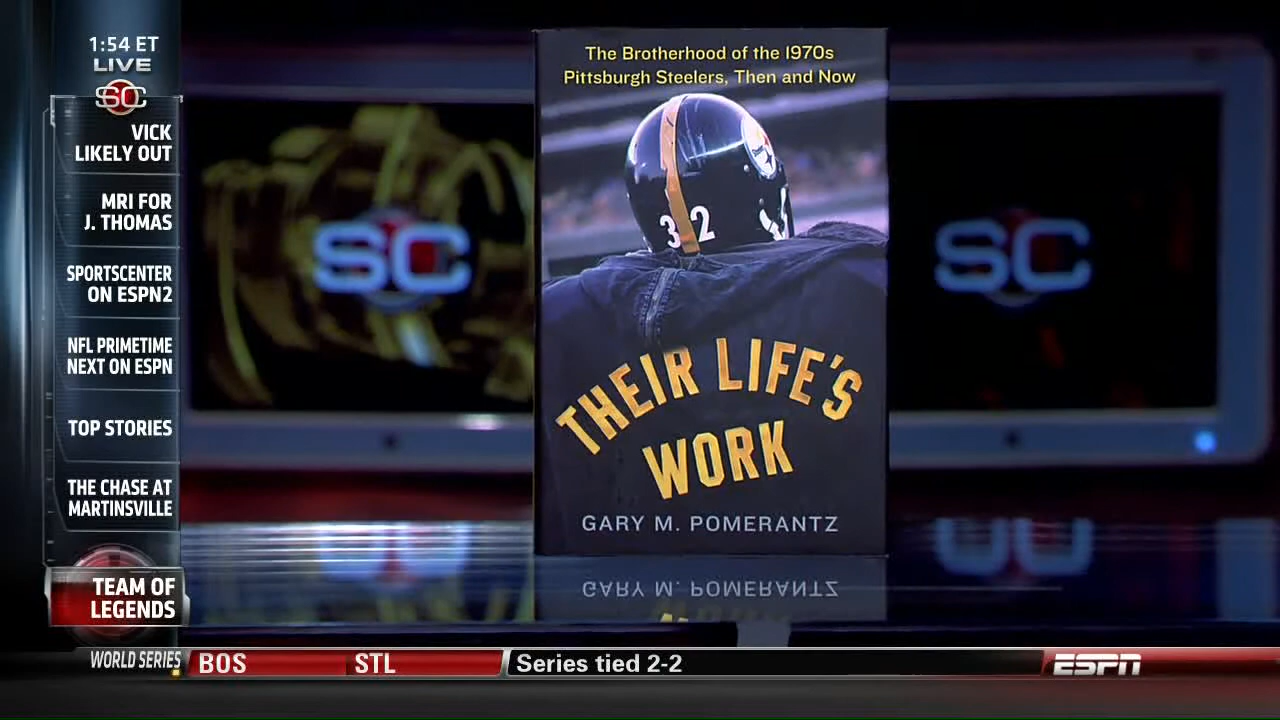 1:54 ET
LIVE
SC
VICK
LIKELY OUT
MRI FOR
J. THOMAS
SPORTSCENTER
ON ESPN2
NFL PRIMETIME
NEXT ON ESPN
TOP STORIES
THE CHASE AT
MARTINSVILLE
TEAM OF
LEGENDS
SC
The Brotherhood of the 1970s
Pittsburgh Steelers, Then and Now
32
THEIR LIFE'S
WORK
GARY M. POMERANTZ
GARY M. POMERANTZ
SC
WORLD SERIES BOS STL Series tied 2-2 ESPN